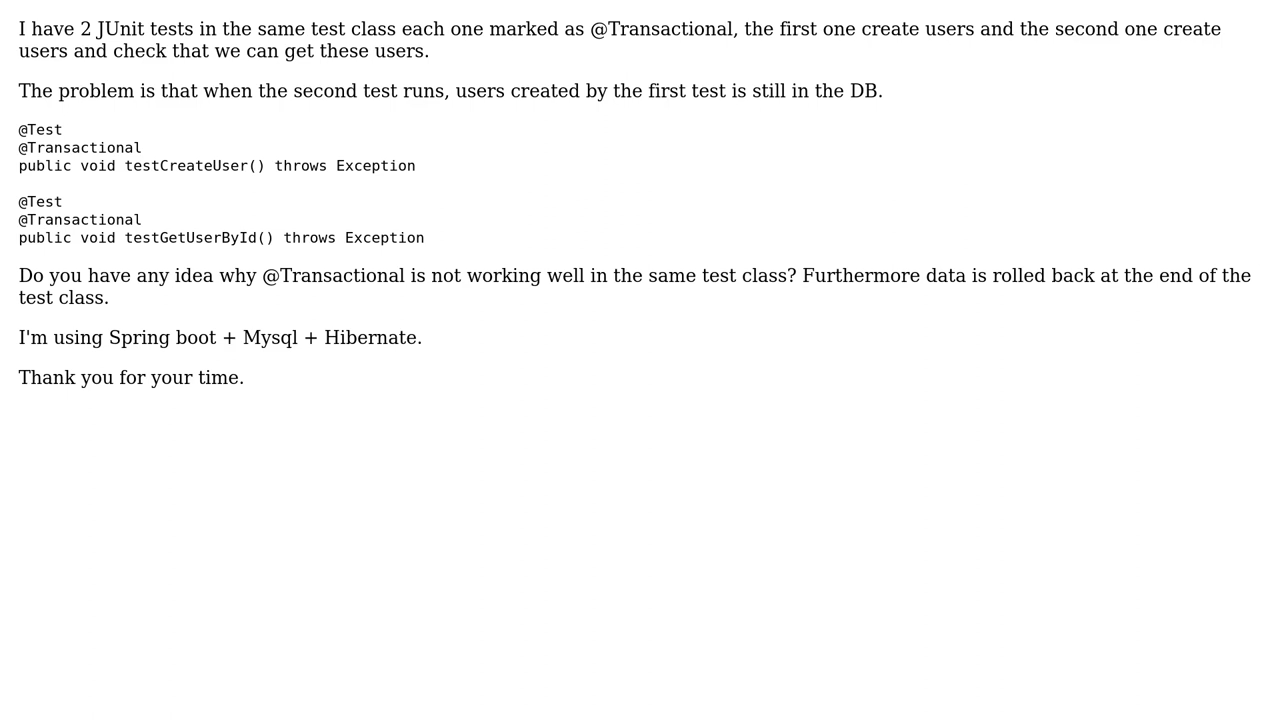 I have 2 JUnit tests in the same test class each one marked as @Transactional, the first one create users and the second one create
users and check that we can get these users.
The problem is that when the second test runs, users created by the first test is still in the DB.
@Test
@Transactional
public void testCreateUser() throws Exception
@Test
@Transactional
public void testGetUserById() throws Exception
Do you have any idea why @Transactional is not working well in the same test class? Furthermore data is rolled back at the end of the
test class.
I'm using Spring boot + Mysql + Hibernate.
Thank you for your time.